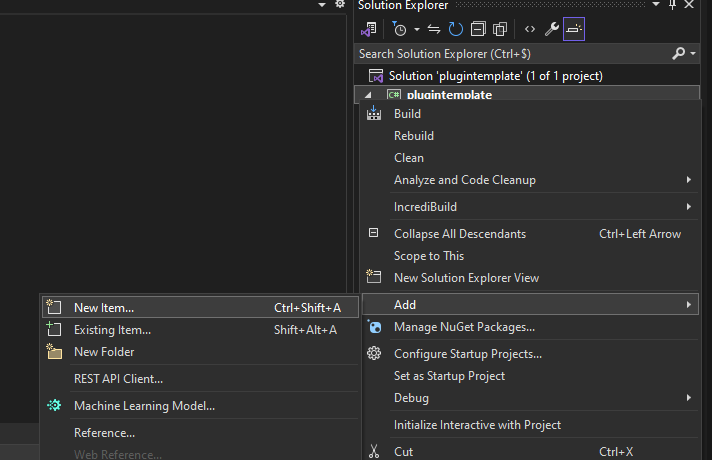 Solution Explorer
Search Solution Explorer (Ctrl+$)
Solution 'plugintemplate' (1 of 1 project)
C# plugintemplate
Build
Rebuild
Clean
Analyze and Code Cleanup
IncrediBuild
Collapse All Descendants Ctrl+Left Arrow
Scope to This
New Solution Explorer View
Add
Manage NuGet Packages...
Configure Startup Projects...
Set as Startup Project
Debug
Initialize Interactive with Project
Cut Ctrl+X
New Item... Ctrl+Shift+A
Existing Item... Shift+Alt+A
New Folder
REST API Client...
Machine Learning Model...
Reference...
Web Reference...